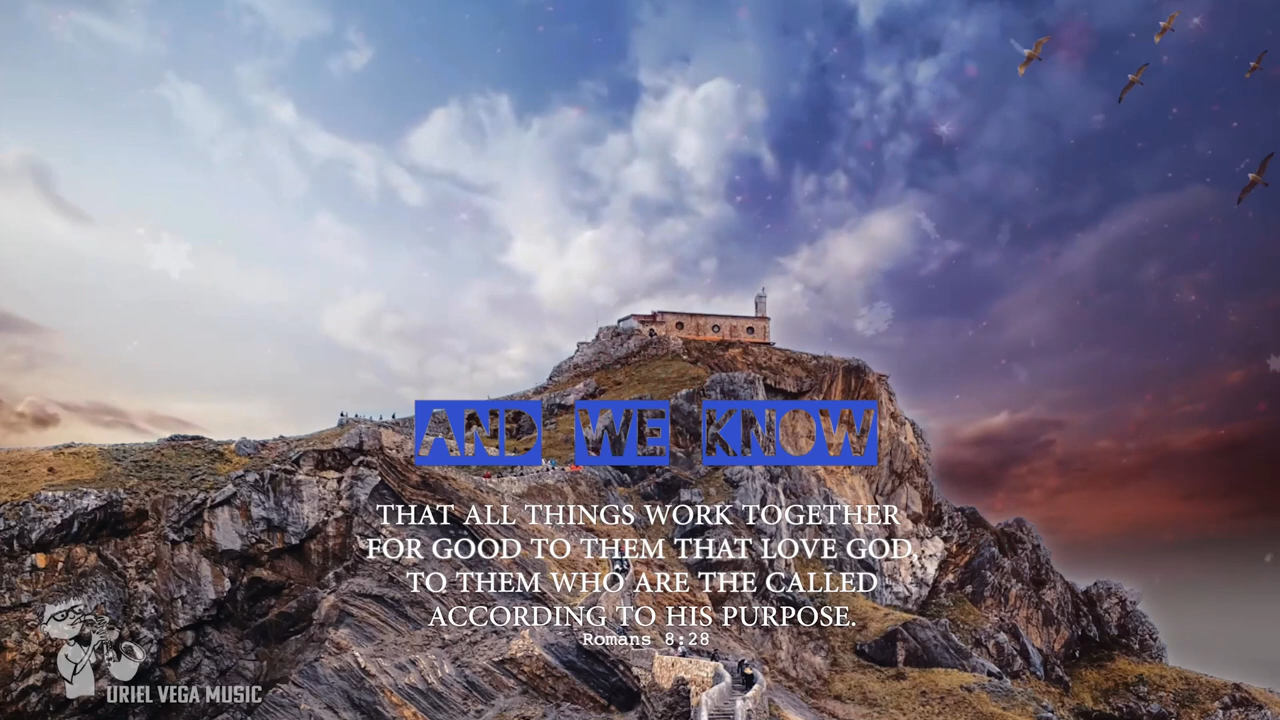 AND WE KNOW
THAT ALL THINGS WORK TOGETHER
FOR GOOD TO THEM THAT LOVE GOD,
TO THEM WHO ARE THE CALLED
ACCORDING TO HIS PURPOSE.
Romans 8:28
URIEL VEGA MUSIC